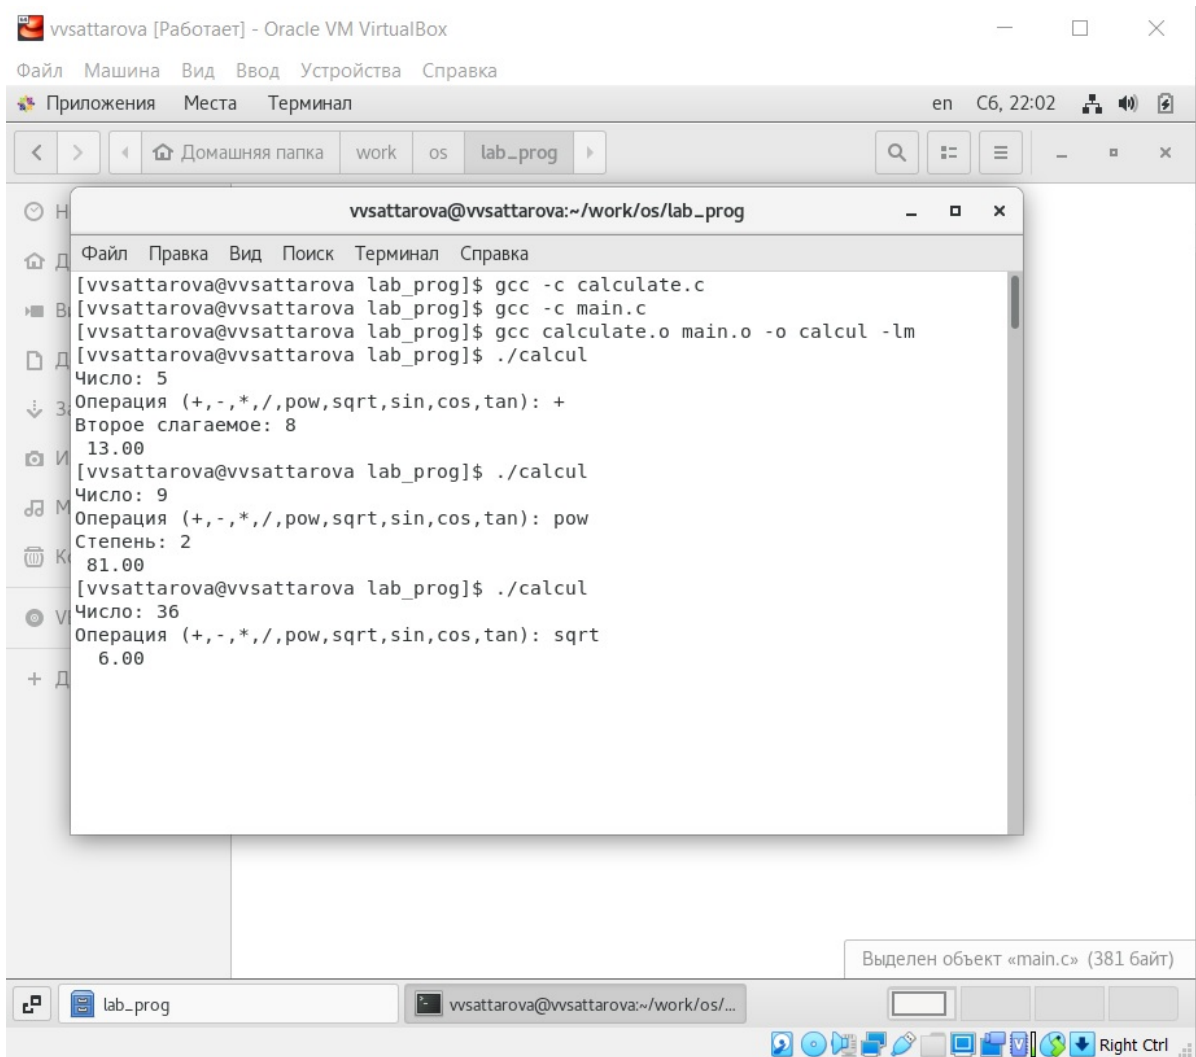 vvsattarova [Работает] - Oracle VM VirtualBox
Файл Машина Вид Ввод Устройства Справка
Приложения Места Терминал en Сб, 22:02
Домашняя папка work os lab_prog
vvsattarova@vvsattarova:~/work/os/lab_prog
Файл Правка Вид Поиск Терминал Справка
[vvsattarova@vvsattarova lab_prog]$ gcc -c calculate.c
[vvsattarova@vvsattarova lab_prog]$ gcc -c main.c
[vvsattarova@vvsattarova lab_prog]$ gcc calculate.o main.o -o calcul -lm
[vvsattarova@vvsattarova lab_prog]$ ./calcul
Число: 5
Операция (+,-,*,/,pow,sqrt,sin,cos,tan): +
Второе слагаемое: 8
13.00
[vvsattarova@vvsattarova lab_prog]$ ./calcul
Число: 9
Операция (+,-,*,/,pow,sqrt,sin,cos,tan): pow
Степень: 2
81.00
[vvsattarova@vvsattarova lab_prog]$ ./calcul
Число: 36
Операция (+,-,*,/,pow,sqrt,sin,cos,tan): sqrt
6.00
Выделен объект «main.c» (381 байт)
lab_prog vvsattarova@vvsattarova:~/work/os/...
Right Ctrl